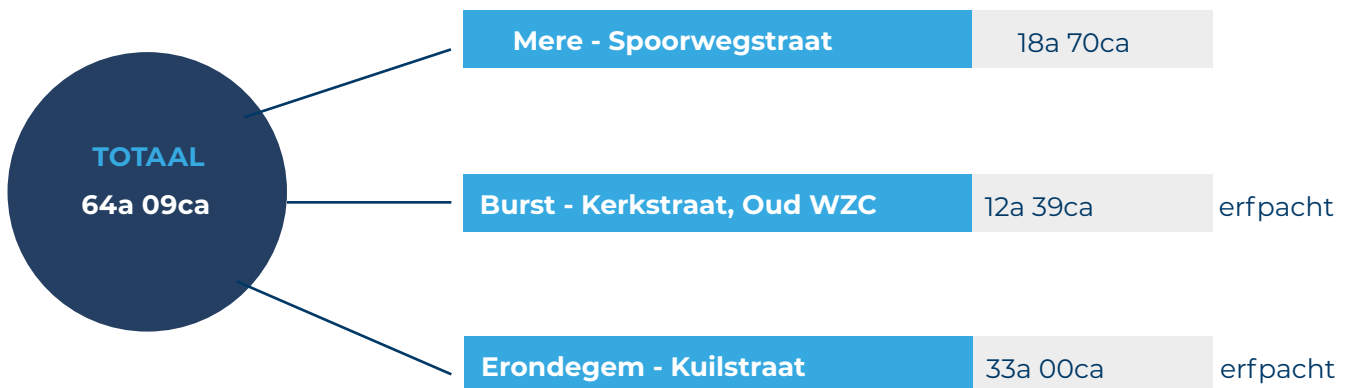 Mere - Spoorwegstraat 18a 70ca
TOTAAL
64a 09ca
Burst - Kerkstraat, Oud WZC 12a 39ca erfpacht
Erondegem - Kuilstraat 33a 00ca erfpacht